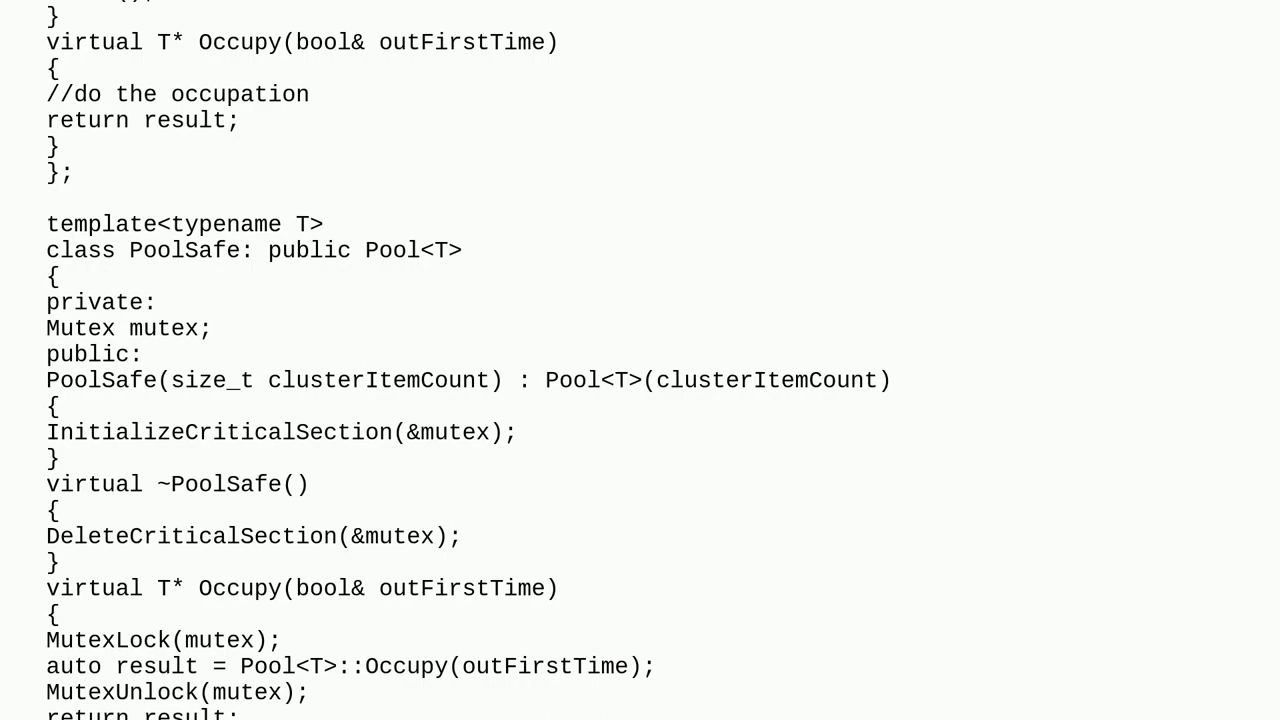 }
virtual T* Occupy(bool& outFirstTime)
{
//do the occupation
return result;
}
};
template<typename T>
class PoolSafe: public Pool<T>
{
private:
Mutex mutex;
public:
PoolSafe(size_t clusterItemCount) : Pool<T>(clusterItemCount)
{
InitializeCriticalSection(&mutex);
}
virtual ~PoolSafe()
{
DeleteCriticalSection(&mutex);
}
virtual T* Occupy(bool& outFirstTime)
{
MutexLock(mutex);
auto result = Pool<T>::Occupy(outFirstTime);
MutexUnlock(mutex);
return result;